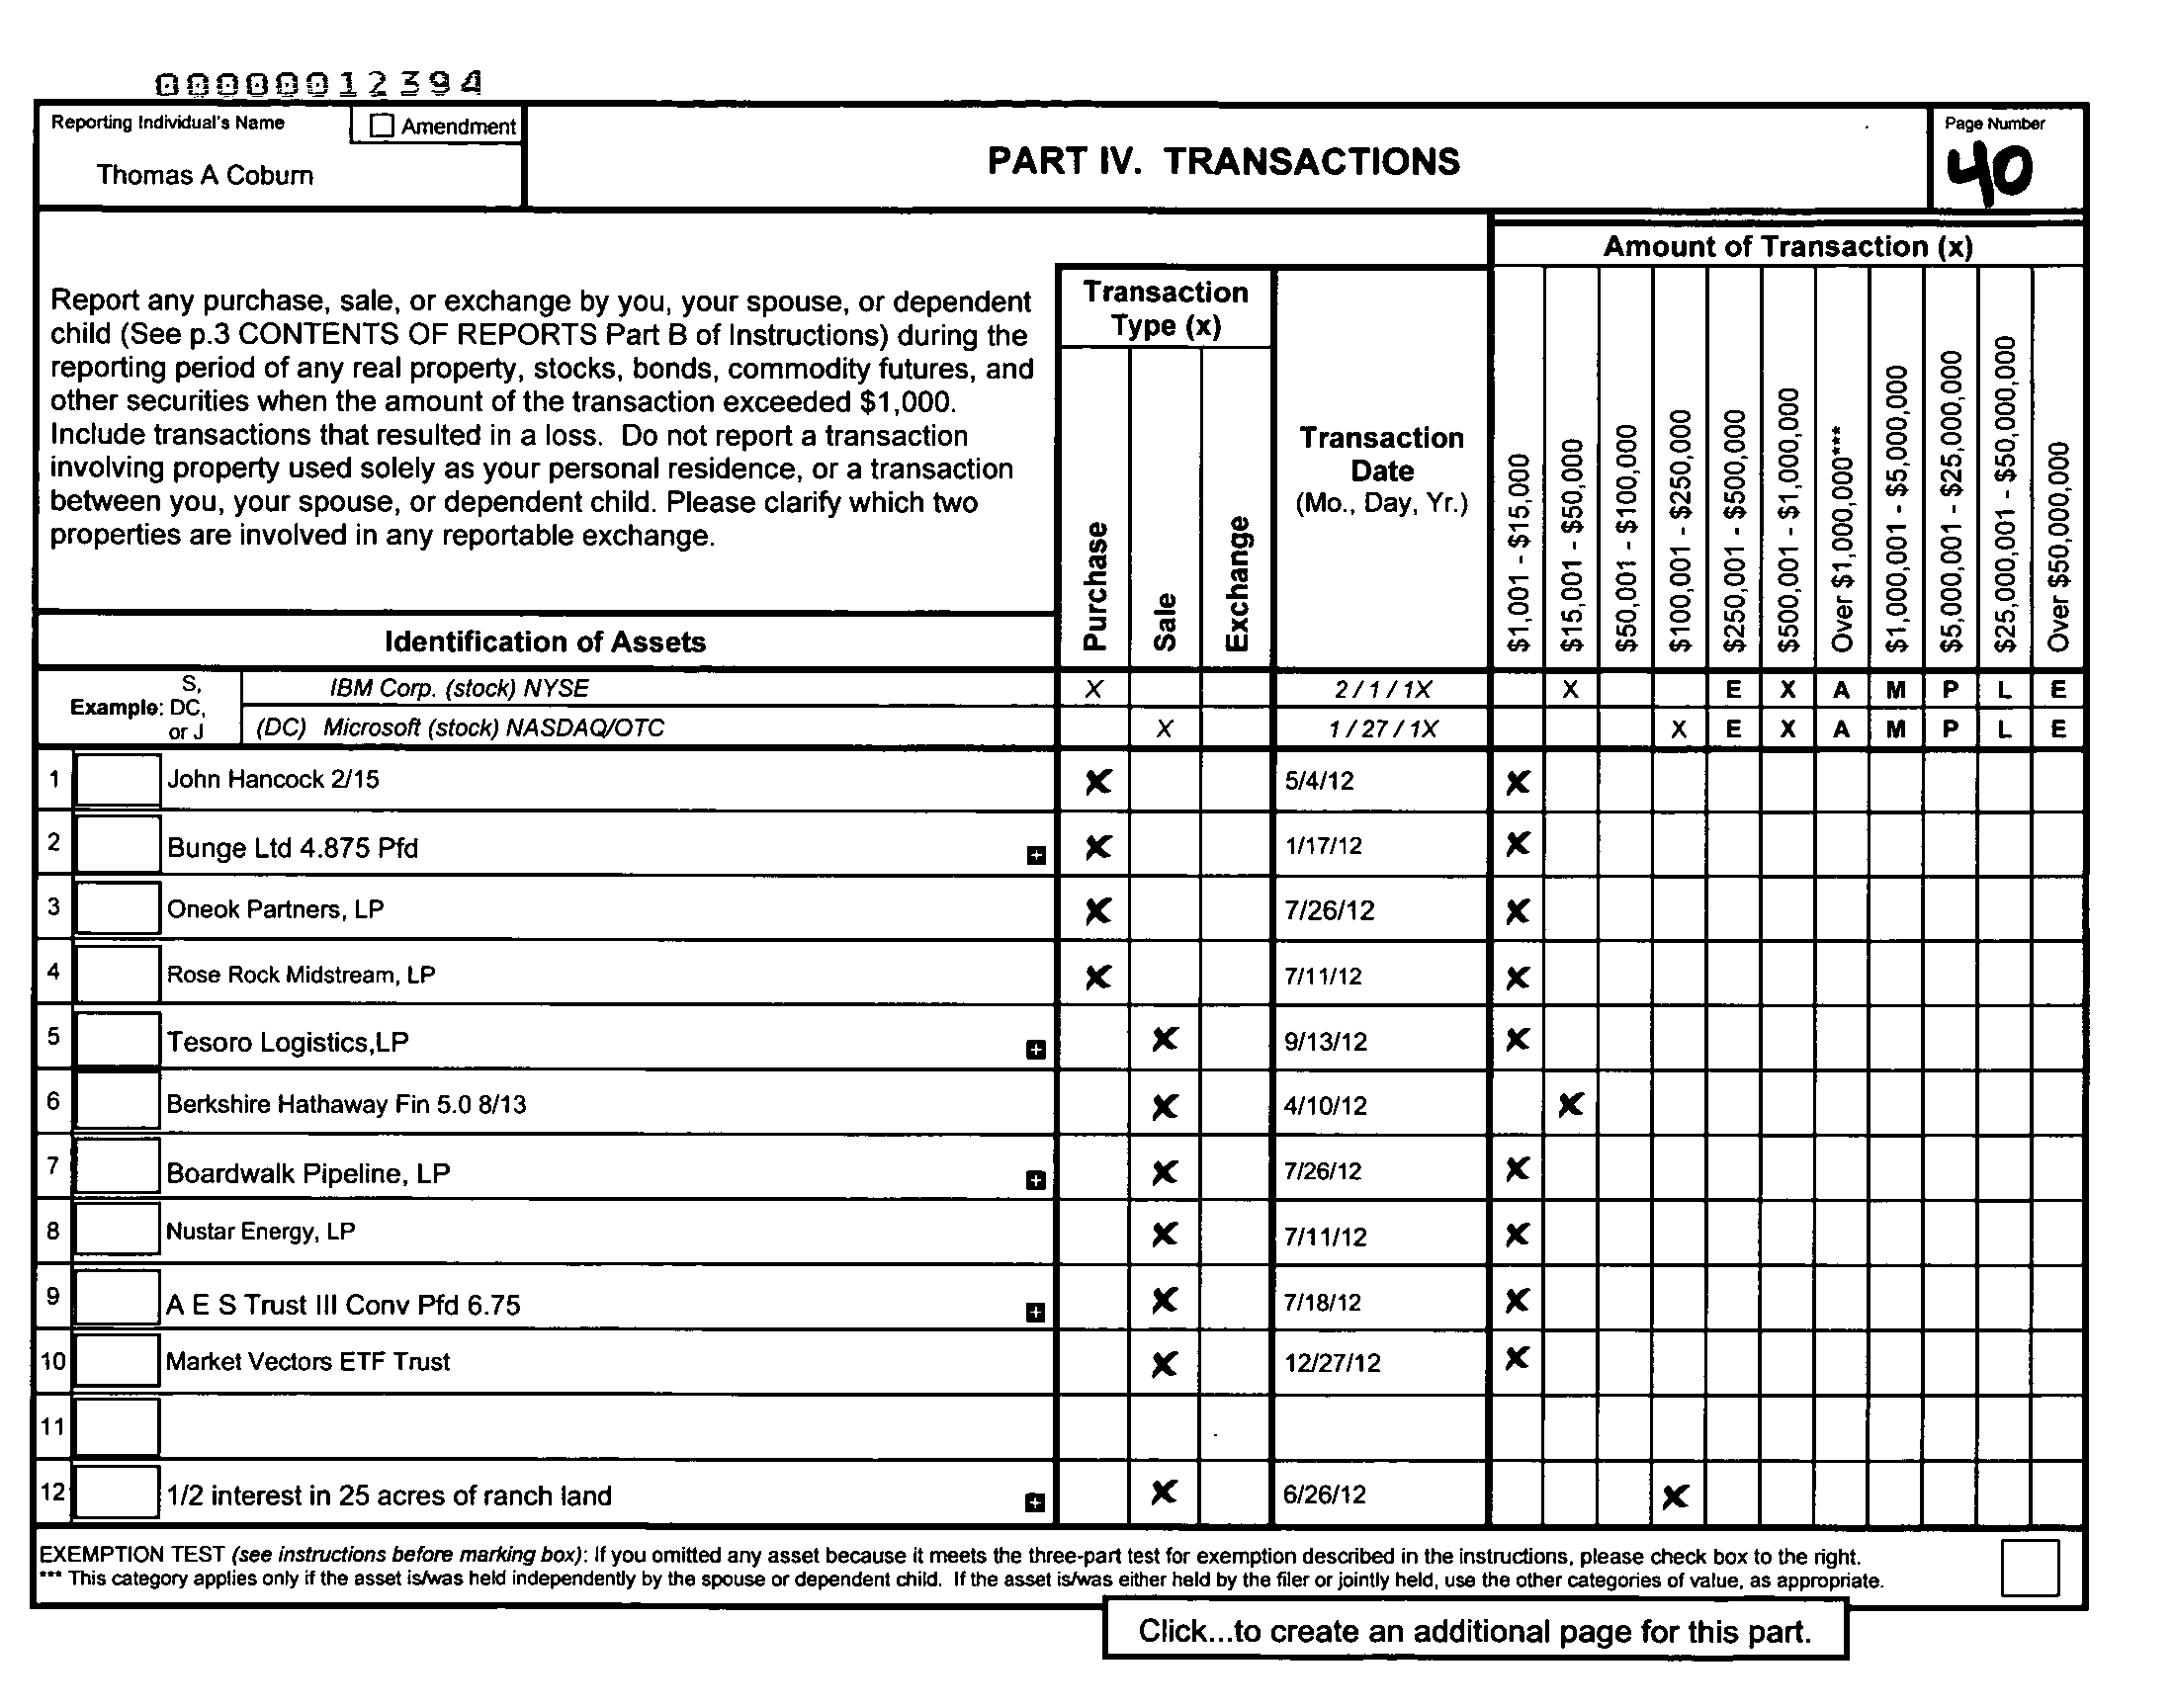 00000012394
Reporting Individual's Name
Amendment
Thomas A Coburn
PART IV. TRANSACTIONS
Page Number
40
Report any purchase, sale, or exchange by you, your spouse, or dependent
child (See p.3 CONTENTS OF REPORTS Part B of Instructions) during the
reporting period of any real property, stocks, bonds, commodity futures, and
other securities when the amount of the transaction exceeded $1,000.
Include transactions that resulted in a loss. Do not report a transaction
involving property used solely as your personal residence, or a transaction
between you, your spouse, or dependent child. Please clarify which two
properties are involved in any reportable exchange.
Identification of Assets
Transaction
Type (x)
Purchase
Sale
Exchange
Transaction
Date
(Mo., Day, Yr.)
Amount of Transaction (x)
$1,001 - $15,000
$15,001 - $50,000
$50,001 - $100,000
$100,001 - $250,000
$250,001 - $500,000
$500,001 - $1,000,000
Over $1,000,000***
$1,000,001 - $5,000,000
$5,000,001 - $25,000,000
$25,000,001 - $50,000,000
Over $50,000,000
Example: S, DC, or J
IBM Corp. (stock) NYSE X 2 / 1 / 1X X E X A M P L E
(DC) Microsoft (stock) NASDAQ/OTC X 1 / 27 / 1X X E X A M P L E
1 John Hancock 2/15 X 5/4/12 X
2 Bunge Ltd 4.875 Pfd + X 1/17/12 X
3 Oneok Partners, LP X 7/26/12 X
4 Rose Rock Midstream, LP X 7/11/12 X
5 Tesoro Logistics,LP + X 9/13/12 X
6 Berkshire Hathaway Fin 5.0 8/13 X 4/10/12 X
7 Boardwalk Pipeline, LP + X 7/26/12 X
8 Nustar Energy, LP X 7/11/12 X
9 A E S Trust III Conv Pfd 6.75 + X 7/18/12 X
10 Market Vectors ETF Trust X 12/27/12 X
11
12 1/2 interest in 25 acres of ranch land + X 6/26/12 X
EXEMPTION TEST (see instructions before marking box): If you omitted any asset because it meets the three-part test for exemption described in the instructions, please check box to the right.
*** This category applies only if the asset is/was held independently by the spouse or dependent child. If the asset is/was either held by the filer or jointly held, use the other categories of value, as appropriate.
Click...to create an additional page for this part.